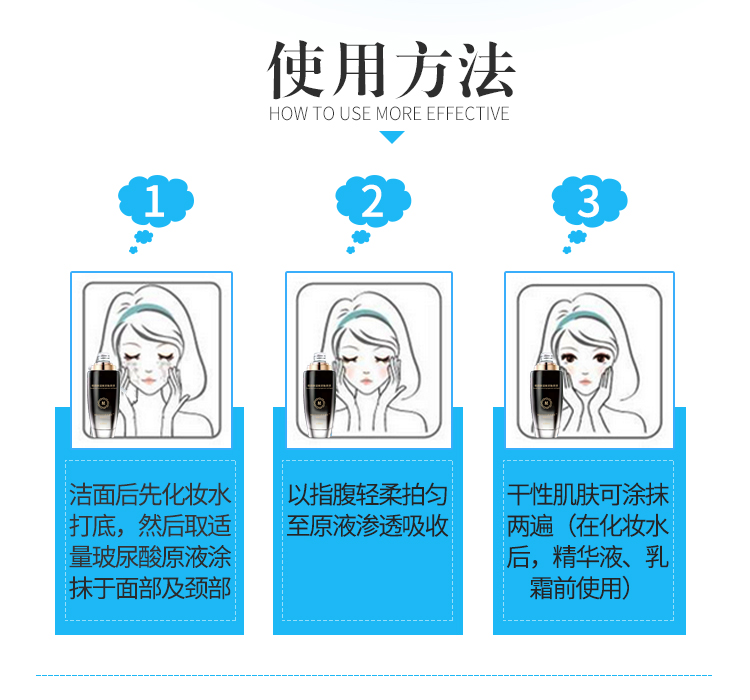 使用方法
HOW TO USE MORE EFFECTIVE
1
2
3
洁面后先化妆水
打底，然后取适
量玻尿酸原液涂
抹于面部及颈部
以指腹轻柔拍匀
至原液渗透吸收
干性肌肤可涂抹
两遍（在化妆水
后，精华液、乳
霜前使用）